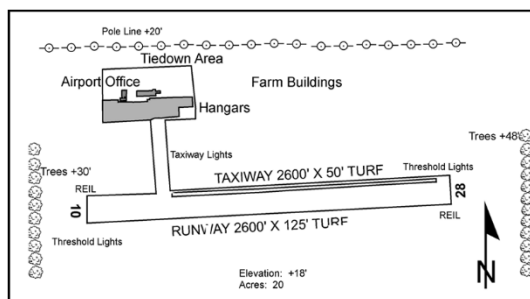 Pole Line +20'
Tiedown Area
Airport Office
Farm Buildings
Hangars
Trees +48'
Taxiway Lights
Trees +30'
Threshold Lights
TAXIWAY 2600' X 50' TURF
REIL
10
28
RUNWAY 2600' X 125' TURF
REIL
Threshold Lights
N
Elevation: +18'
Acres: 20